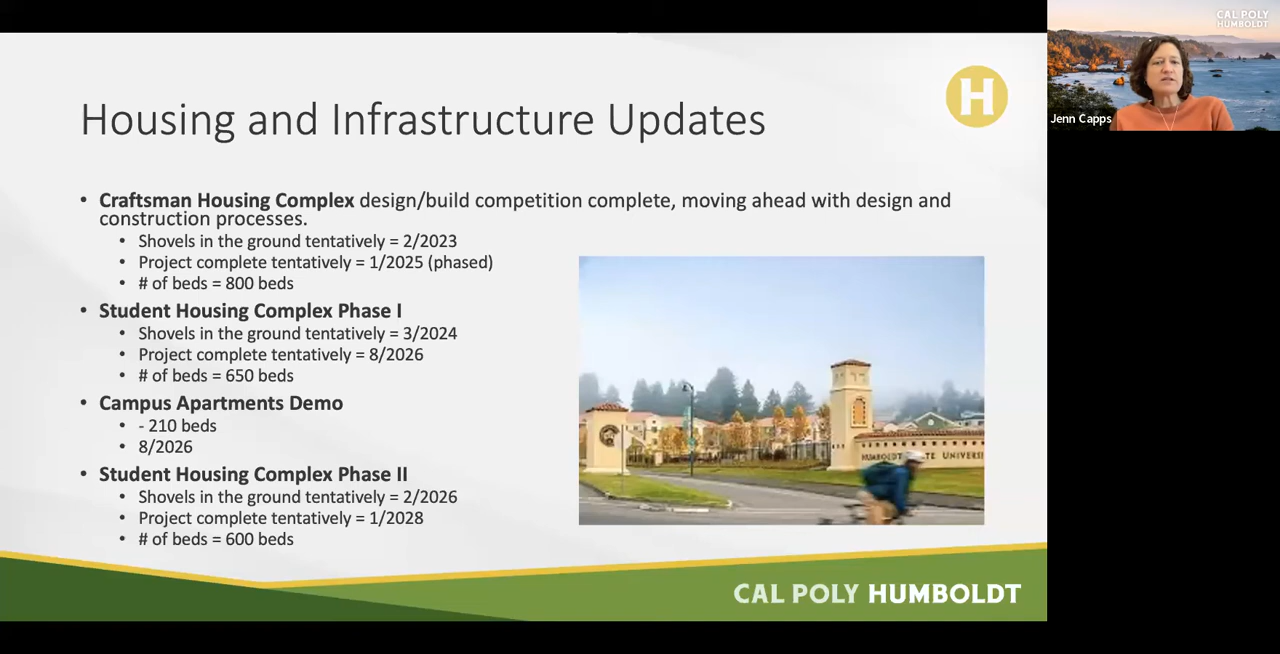 CAL POLY
HUMBOLDT
Jenn Capps
H
Housing and Infrastructure Updates
• Craftsman Housing Complex design/build competition complete, moving ahead with design and
construction processes.
• Shovels in the ground tentatively = 2/2023
• Project complete tentatively = 1/2025 (phased)
• # of beds = 800 beds
• Student Housing Complex Phase I
• Shovels in the ground tentatively = 3/2024
• Project complete tentatively = 8/2026
• # of beds = 650 beds
• Campus Apartments Demo
• - 210 beds
• 8/2026
• Student Housing Complex Phase II
• Shovels in the ground tentatively = 2/2026
• Project complete tentatively = 1/2028
• # of beds = 600 beds
HUMBOLDT STATE UNIVERSI
CAL POLY HUMBOLDT